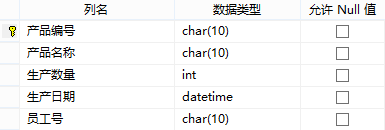 列名 数据类型 允许 Null 值
产品编号 char(10)
产品名称 char(10)
生产数量 int
生产日期 datetime
员工号 char(10)